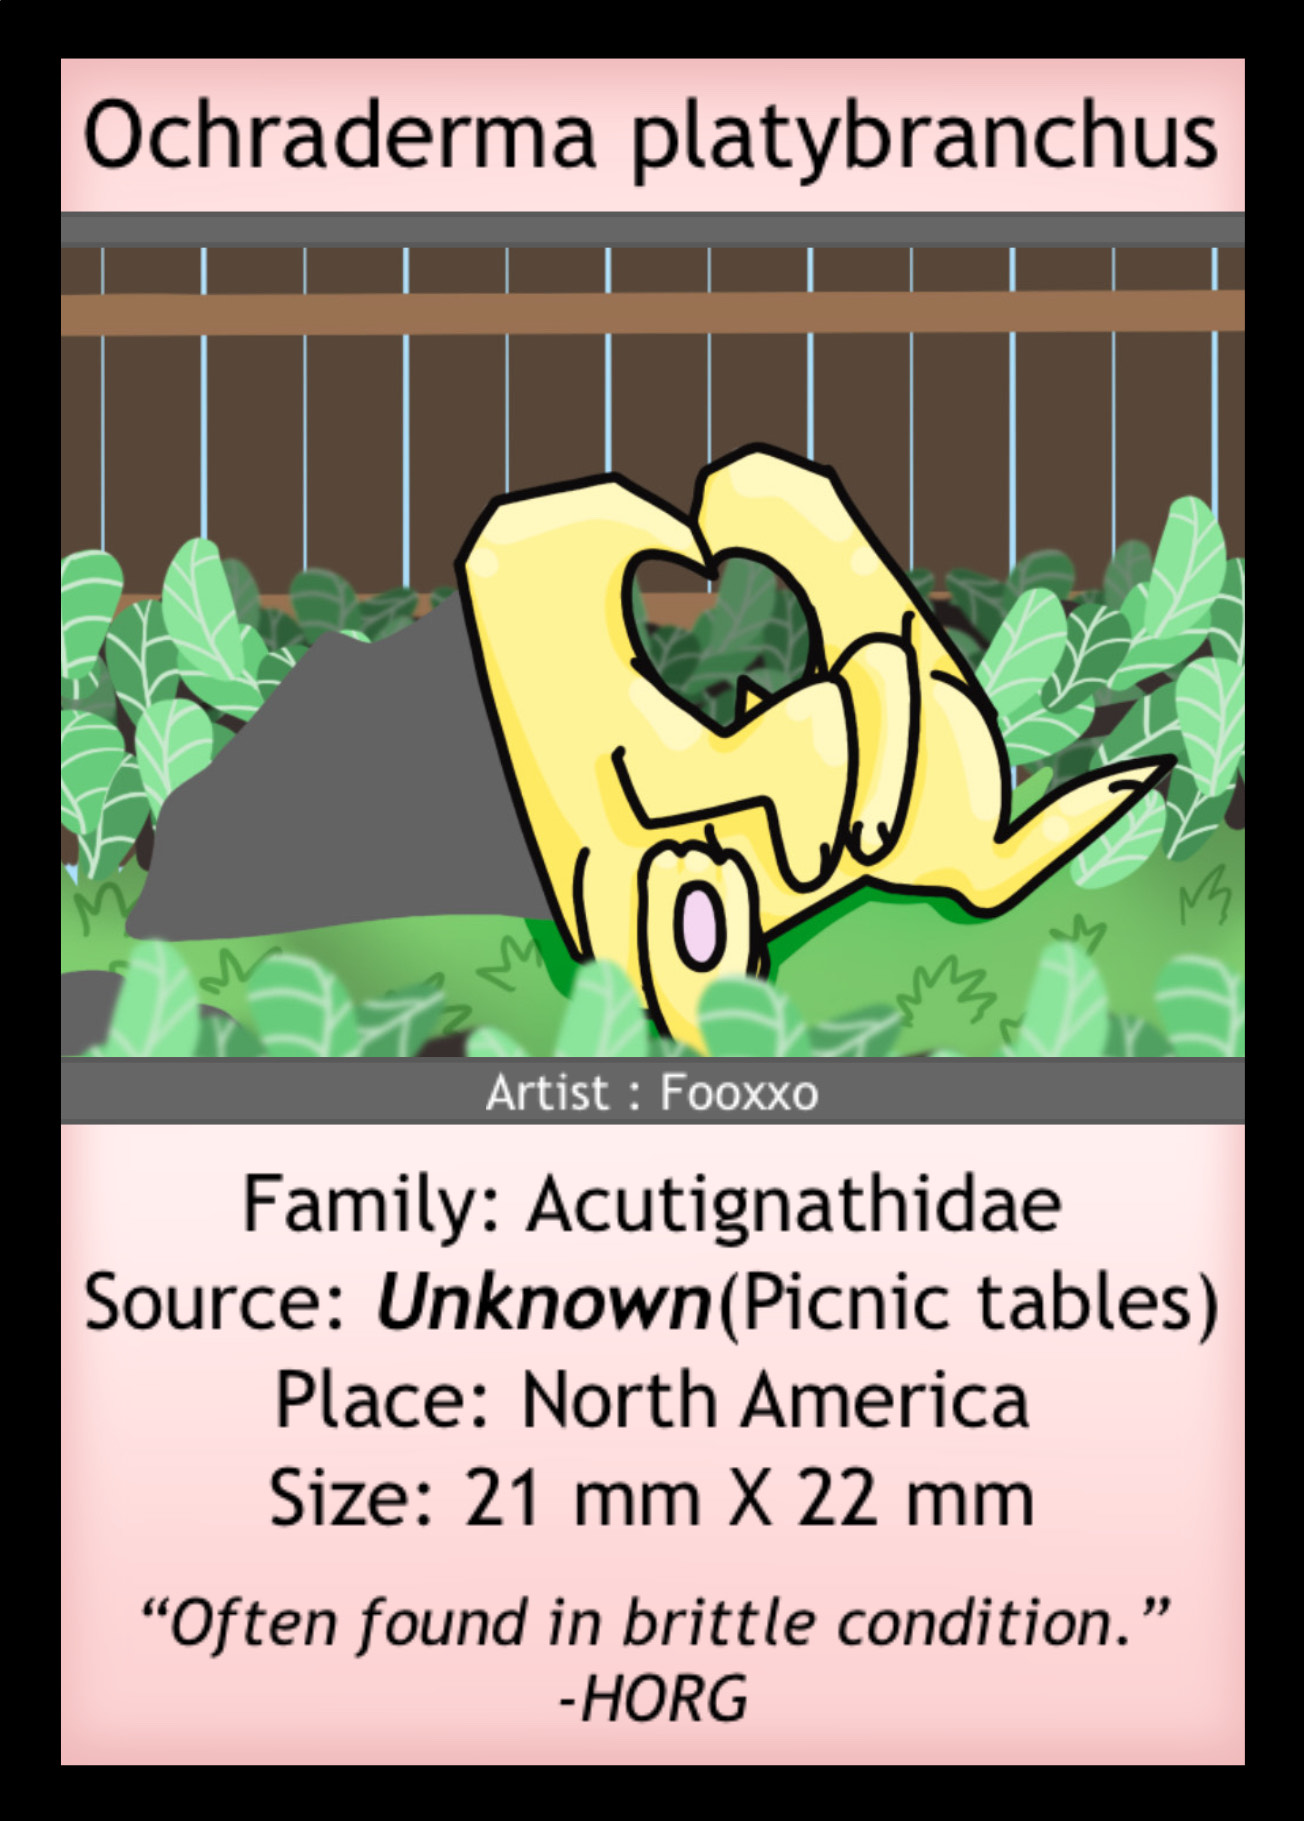 Ochraderma platybranchus
Artist : Fooxxo
Family: Acutignathidae
Source: Unknown(Picnic tables)
Place: North America
Size: 21 mm X 22 mm
“Often found in brittle condition.”
-HORG